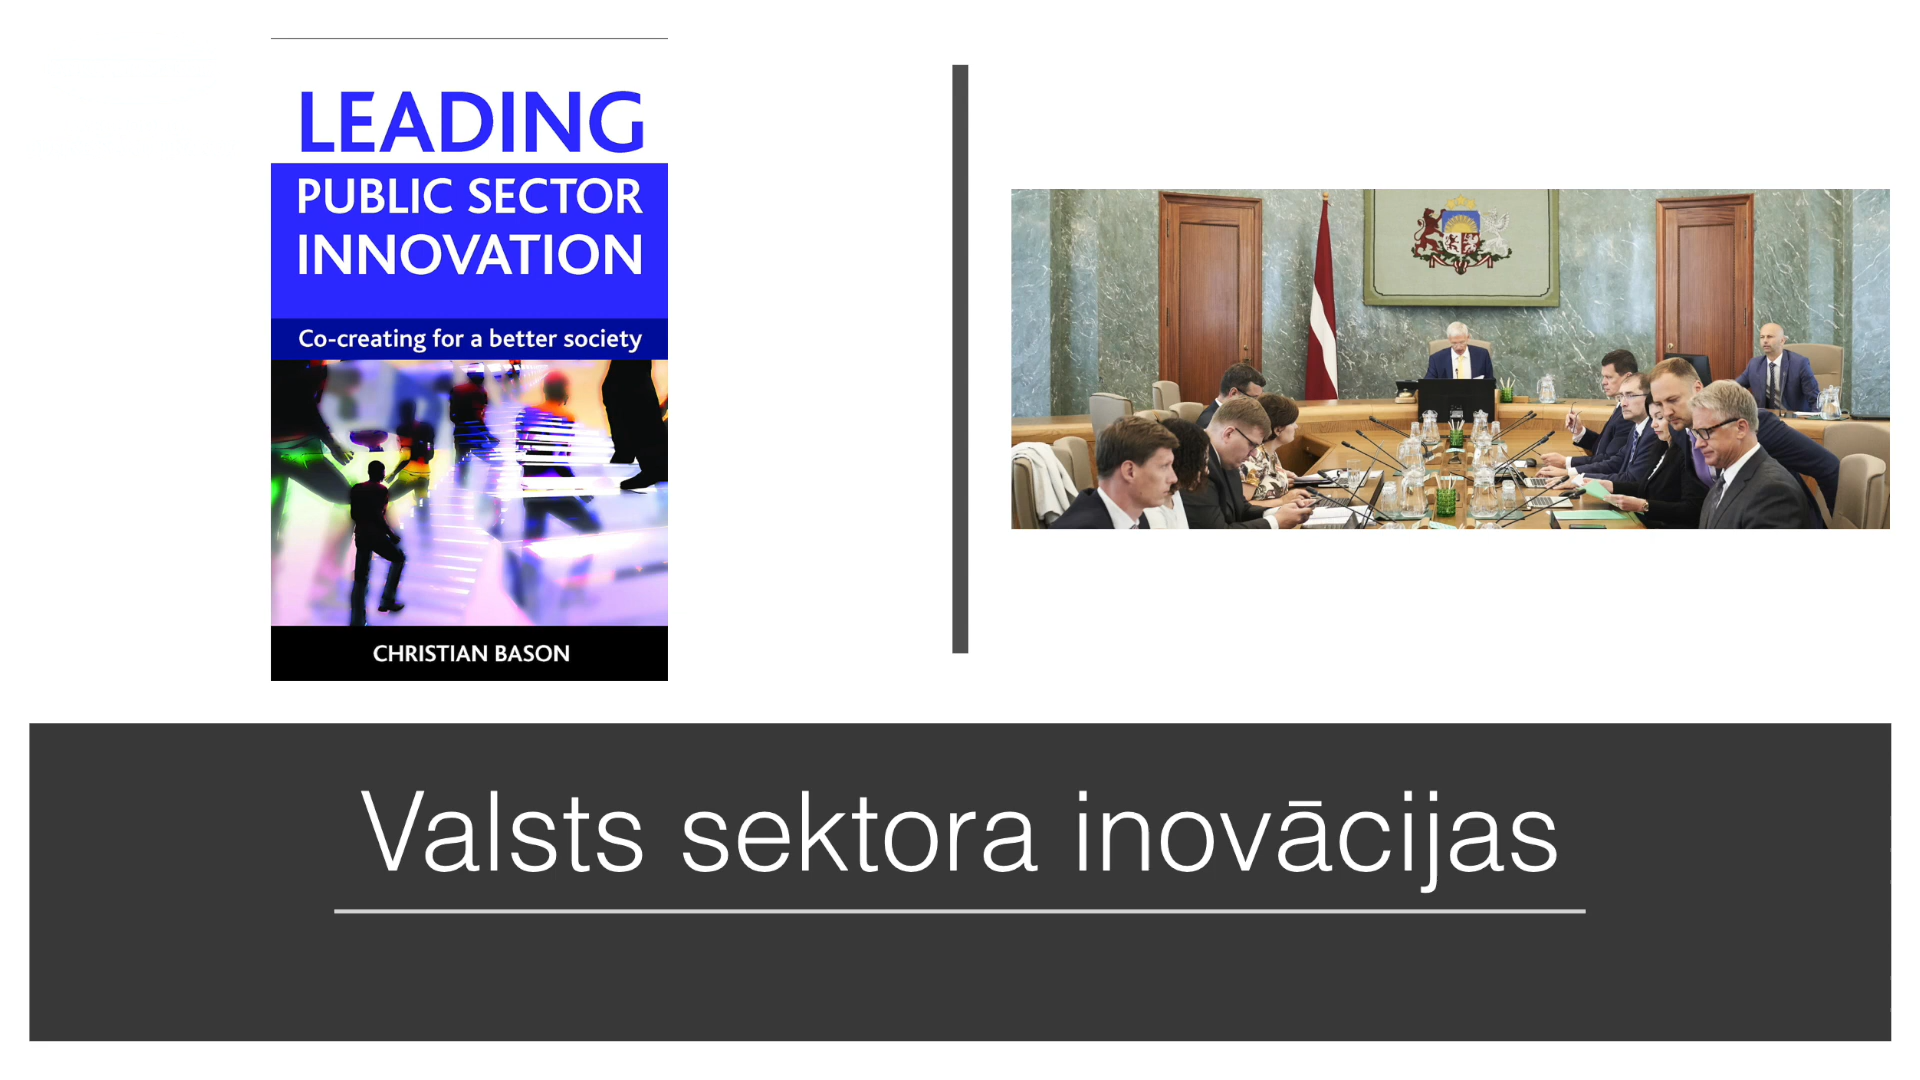 LEADING
PUBLIC SECTOR
INNOVATION
Co-creating for a better society
CHRISTIAN BASON
Valsts sektora inovācijas